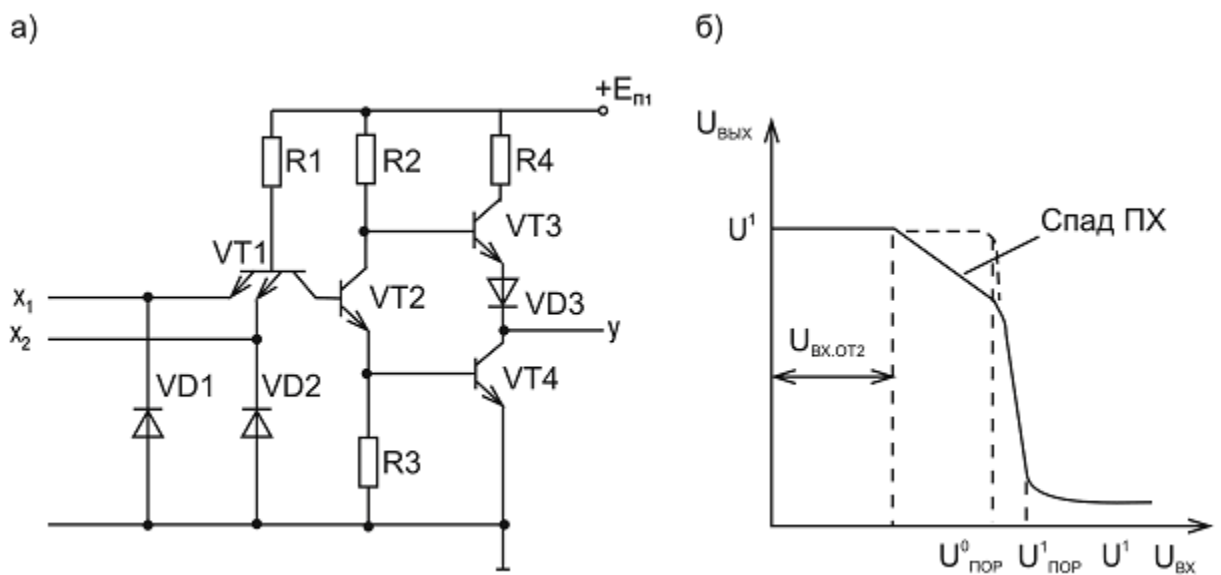 а)
+Eп1
R1
R2
R4
VT1
VT3
x1
VT2
VD3
x2
y
VD1
VD2
VT4
R3
б)
Uвых
U¹
Спад ПХ
Uвх.от2
U⁰пор
U¹пор
U¹
Uвх